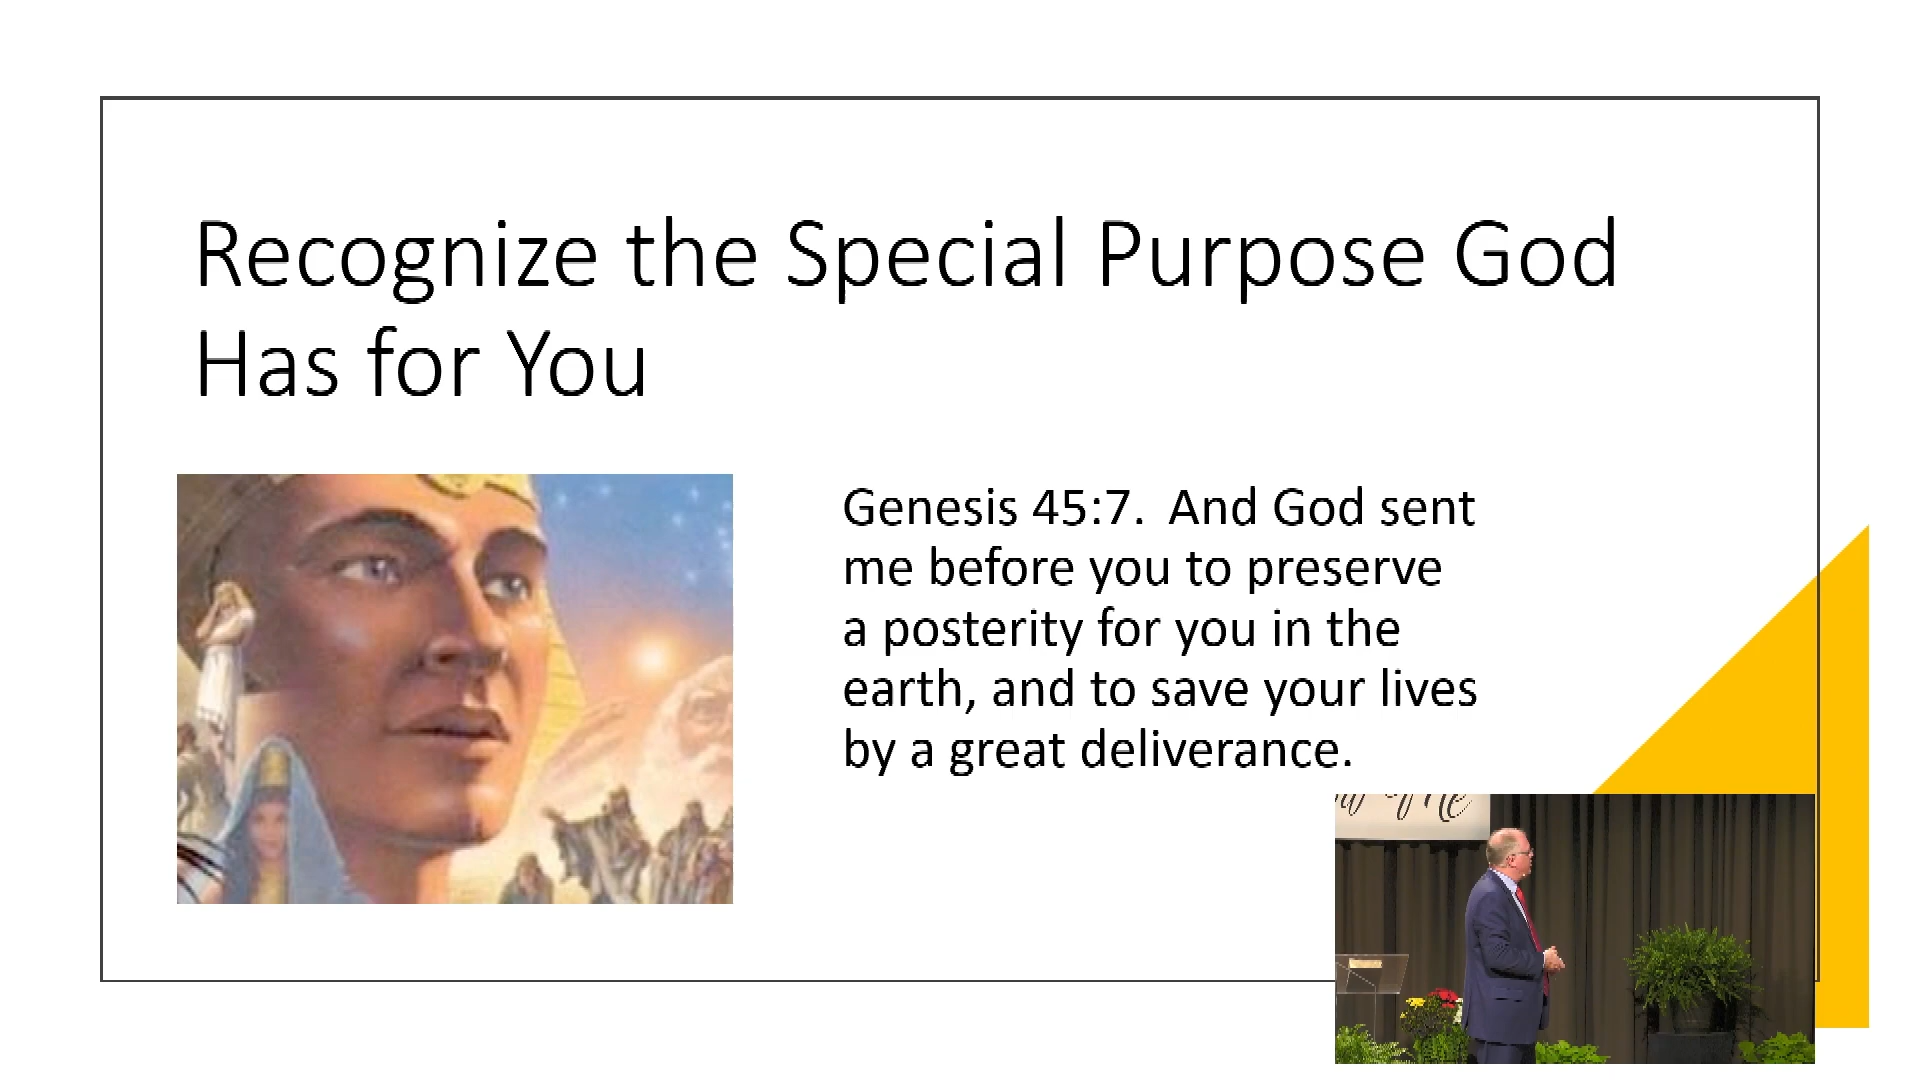 Recognize the Special Purpose God
Has for You
Genesis 45:7. And God sent
me before you to preserve
a posterity for you in the
earth, and to save your lives
by a great deliverance.
Me